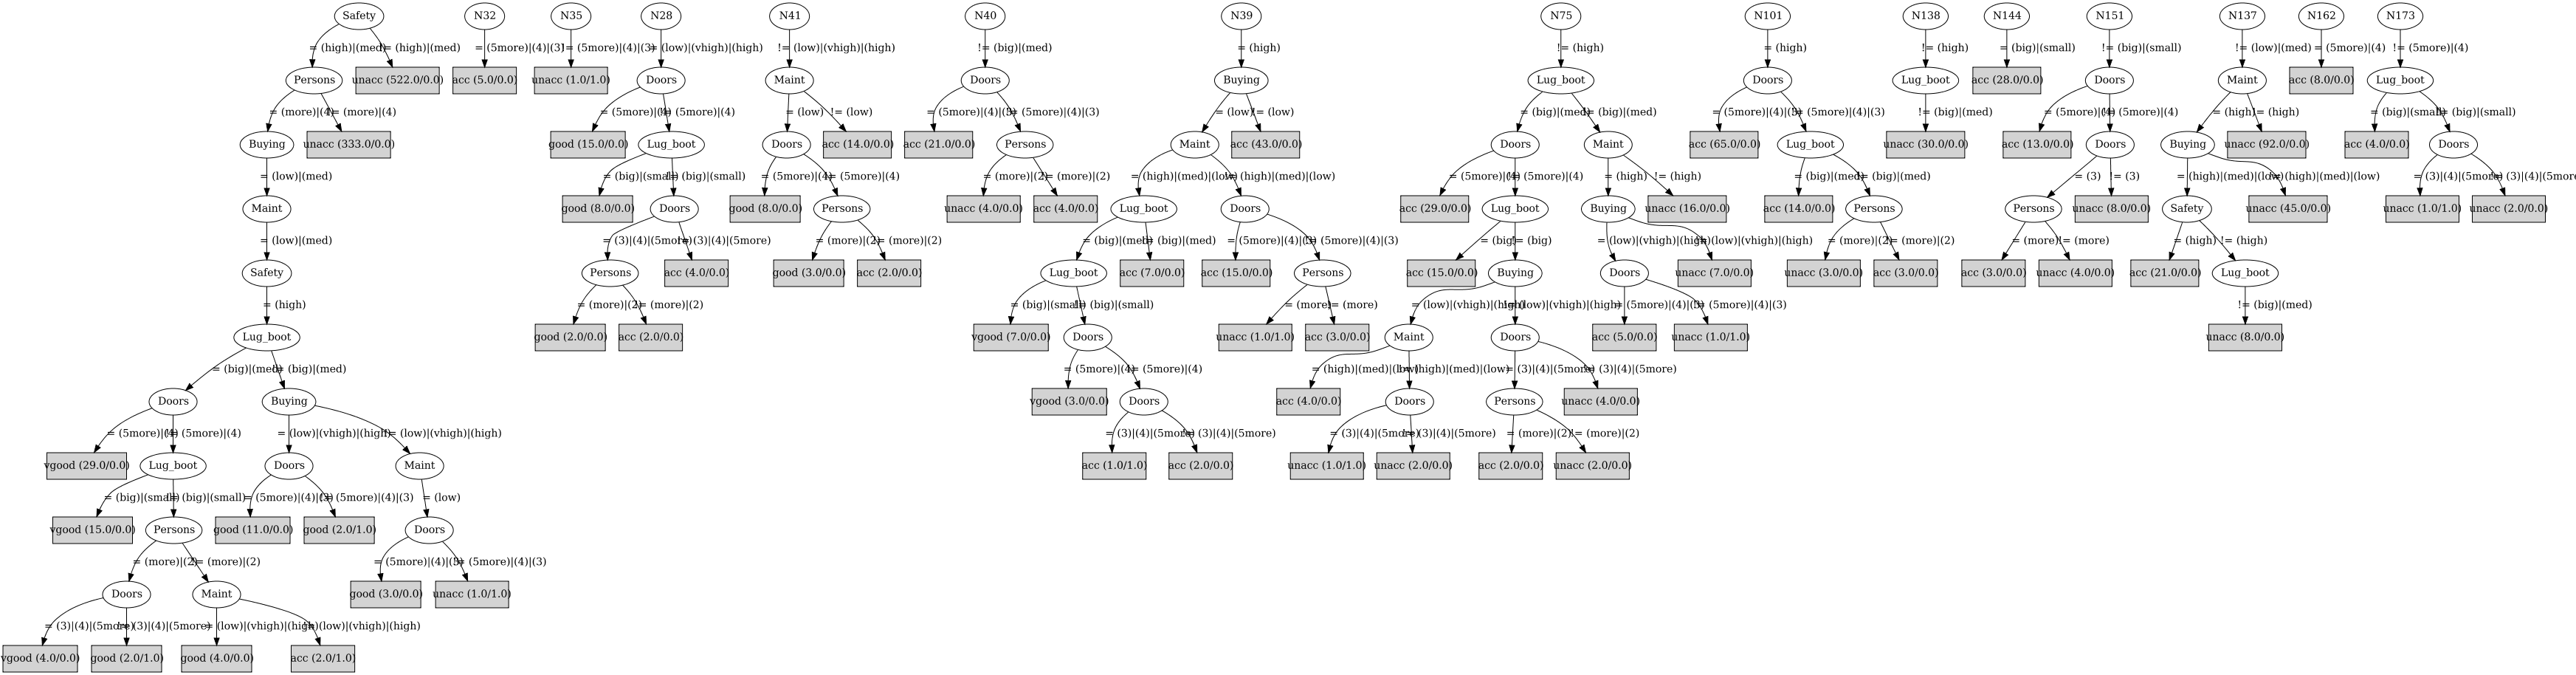 Safety N32 N35 N28 N41 N40 N39 N75 N101 N138 N144 N151 N137 N162 N173
= (high)|(med) != (high)|(med) = (5more)|(4)|(3) != (5more)|(4)|(3) = (low)|(vhigh)|(high) != (low)|(vhigh)|(high) != (big)|(med) = (high) != (high) = (high) != (high) = (big)|(small) != (big)|(small) != (low)|(med) = (5more)|(4) != (5more)|(4)
Persons unacc (522.0/0.0) acc (5.0/0.0) unacc (1.0/1.0) Doors Maint Doors Buying Lug_boot Doors Lug_boot acc (28.0/0.0) Doors Maint acc (8.0/0.0) Lug_boot
= (more)|(4) != (more)|(4) = (5more)|(4) != (5more)|(4) = (low) != (low) = (5more)|(4)|(3) != (5more)|(4)|(3) = (low) != (low) = (big)|(med) != (big)|(med) = (5more)|(4)|(3) != (5more)|(4)|(3) != (big)|(med) = (5more)|(4) != (5more)|(4) = (high) != (high) = (big)|(small) != (big)|(small)
Buying unacc (333.0/0.0) good (15.0/0.0) Lug_boot Doors acc (14.0/0.0) acc (21.0/0.0) Persons Maint acc (43.0/0.0) Doors Maint acc (65.0/0.0) Lug_boot unacc (30.0/0.0) acc (13.0/0.0) Doors Buying unacc (92.0/0.0) acc (4.0/0.0) Doors
= (low)|(med) = (big)|(small) != (big)|(small) = (5more)|(4) != (5more)|(4) = (more)|(2) != (more)|(2) = (high)|(med)|(low) != (high)|(med)|(low) = (5more)|(4) != (5more)|(4) = (high) != (high) = (big)|(med) != (big)|(med) = (3) != (3) = (high)|(med)|(low) != (high)|(med)|(low) = (3)|(4)|(5more) != (3)|(4)|(5more)
Maint good (8.0/0.0) Doors good (8.0/0.0) Persons unacc (4.0/0.0) acc (4.0/0.0) Lug_boot Doors acc (29.0/0.0) Lug_boot Buying unacc (16.0/0.0) acc (14.0/0.0) Persons Persons unacc (8.0/0.0) Safety unacc (45.0/0.0) unacc (1.0/1.0) unacc (2.0/0.0)
= (low)|(med) = (3)|(4)|(5more) != (3)|(4)|(5more) = (more)|(2) != (more)|(2) = (big)|(med) != (big)|(med) = (5more)|(4)|(3) != (5more)|(4)|(3) = (big) != (big) = (low)|(vhigh)|(high) != (low)|(vhigh)|(high) = (more)|(2) != (more)|(2) = (more) != (more) = (high) != (high)
Safety Persons acc (4.0/0.0) good (3.0/0.0) acc (2.0/0.0) Lug_boot acc (7.0/0.0) acc (15.0/0.0) Persons acc (15.0/0.0) Buying Doors unacc (7.0/0.0) unacc (3.0/0.0) acc (3.0/0.0) acc (3.0/0.0) unacc (4.0/0.0) acc (21.0/0.0) Lug_boot
= (high) = (more)|(2) != (more)|(2) = (big)|(small) != (big)|(small) = (more) != (more) = (low)|(vhigh)|(high) != (low)|(vhigh)|(high) = (5more)|(4)|(3) != (5more)|(4)|(3) != (big)|(med)
Lug_boot good (2.0/0.0) acc (2.0/0.0) vgood (7.0/0.0) Doors unacc (1.0/1.0) acc (3.0/0.0) Maint Doors acc (5.0/0.0) unacc (1.0/1.0) unacc (8.0/0.0)
= (big)|(med) != (big)|(med) = (5more)|(4) != (5more)|(4) = (high)|(med)|(low) != (high)|(med)|(low) = (3)|(4)|(5more) != (3)|(4)|(5more)
Doors Buying vgood (3.0/0.0) Doors acc (4.0/0.0) Doors Persons unacc (4.0/0.0)
= (5more)|(4) != (5more)|(4) = (low)|(vhigh)|(high) != (low)|(vhigh)|(high) = (3)|(4)|(5more) != (3)|(4)|(5more) = (3)|(4)|(5more) != (3)|(4)|(5more) = (more)|(2) != (more)|(2)
vgood (29.0/0.0) Lug_boot Doors Maint acc (1.0/1.0) acc (2.0/0.0) unacc (1.0/1.0) unacc (2.0/0.0) acc (2.0/0.0) unacc (2.0/0.0)
= (big)|(small) != (big)|(small) = (5more)|(4)|(3) != (5more)|(4)|(3) = (low)
vgood (15.0/0.0) Persons good (11.0/0.0) good (2.0/1.0) Doors
= (more)|(2) != (more)|(2) = (5more)|(4)|(3) != (5more)|(4)|(3)
Doors Maint good (3.0/0.0) unacc (1.0/1.0)
= (3)|(4)|(5more) != (3)|(4)|(5more) = (low)|(vhigh)|(high) != (low)|(vhigh)|(high)
vgood (4.0/0.0) good (2.0/1.0) good (4.0/0.0) acc (2.0/1.0)